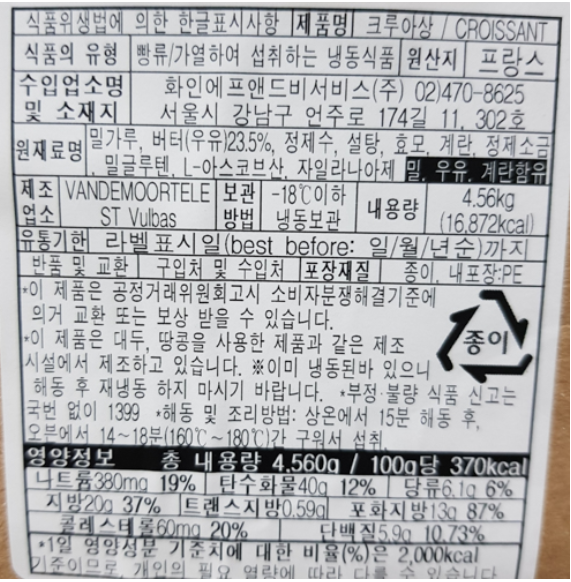 식품위생법에 의한 한글표시사항 제품명 크루아상 / CROISSANT
식품의 유형 빵류/가열하여 섭취하는 냉동식품 원산지 프랑스
수입업소명 및 소재지 화인에프앤드비서비스(주) 02)470-8625
서울시 강남구 언주로 174길 11, 302호
원재료명 밀가루, 버터(우유)23.5%, 정제수, 설탕, 효모, 계란, 정제소금
, 밀글루텐, L-아스코브산, 자일라나아제 밀, 우유, 계란함유
제조업소 VANDEMOORTELE ST Vulbas 보관방법 -18℃이하 냉동보관 내용량 4.56kg (16,872kcal)
유통기한 라벨표시일(best before: 일/월/년순)까지
반품 및 교환 구입처 및 수입처 포장재질 종이, 내포장:PE
*이 제품은 공정거래위원회고시 소비자분쟁해결기준에
의거 교환 또는 보상 받을 수 있습니다.
*이 제품은 대두, 땅콩을 사용한 제품과 같은 제조
시설에서 제조하고 있습니다. ※이미 냉동된바 있으니
해동 후 재냉동 하지 마시기 바랍니다. *부정·불량 식품 신고는
국번 없이 1399 *해동 및 조리방법: 상온에서 15분 해동 후,
오븐에서 14~18분(160℃~180℃)간 구워서 섭취.
종이
영양정보 총 내용량 4,560g / 100g당 370kcal
나트륨380mg 19% 탄수화물40g 12% 당류6.1g 6%
지방20g 37% 트랜스지방0.59g 포화지방13g 87%
콜레스테롤60mg 20% 단백질5.9g 10.73%
*1일 영양성분 기준치에 대한 비율(%)은 2,000kcal
기준이므로 개인의 필요 열량에 따라 다를 수 있습니다